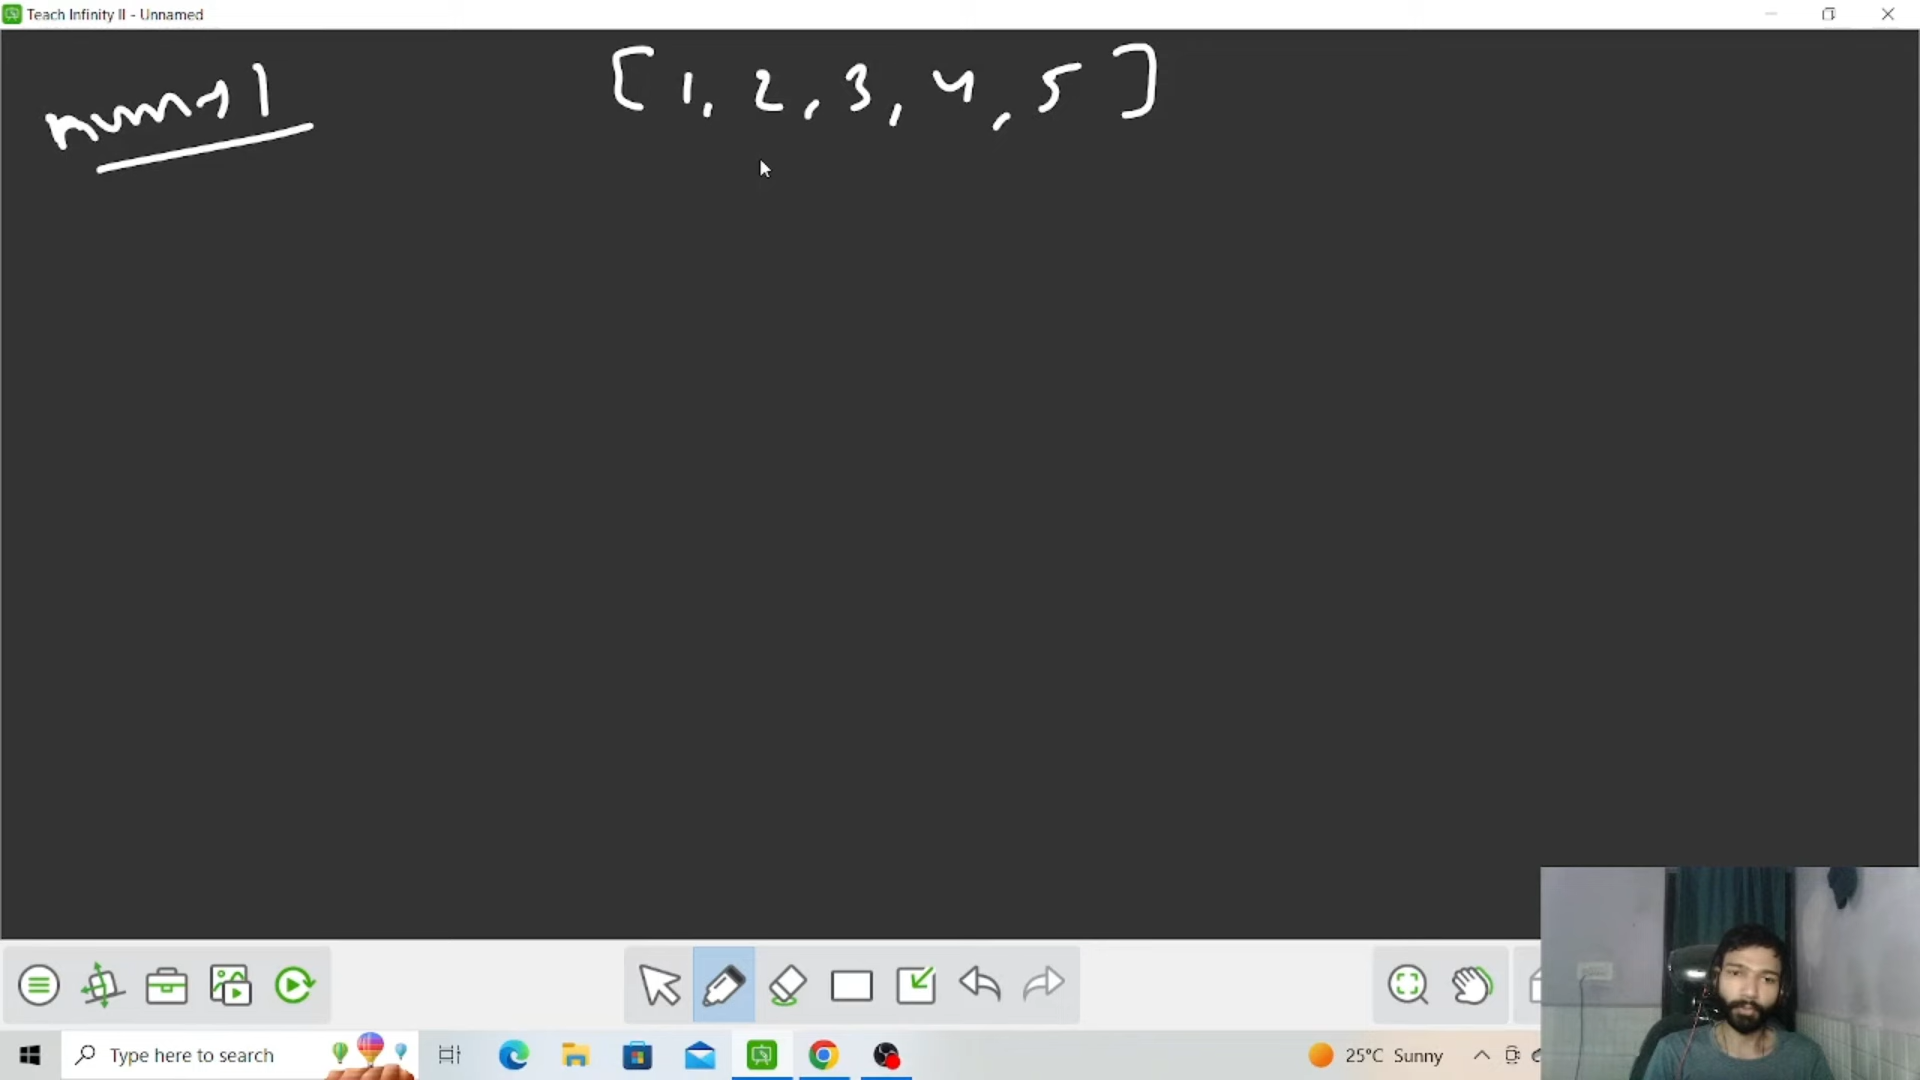 Teach Infinity II - Unnamed
nums1 [ 1, 2, 3, 4, 5 ]
Type here to search
25°C Sunny